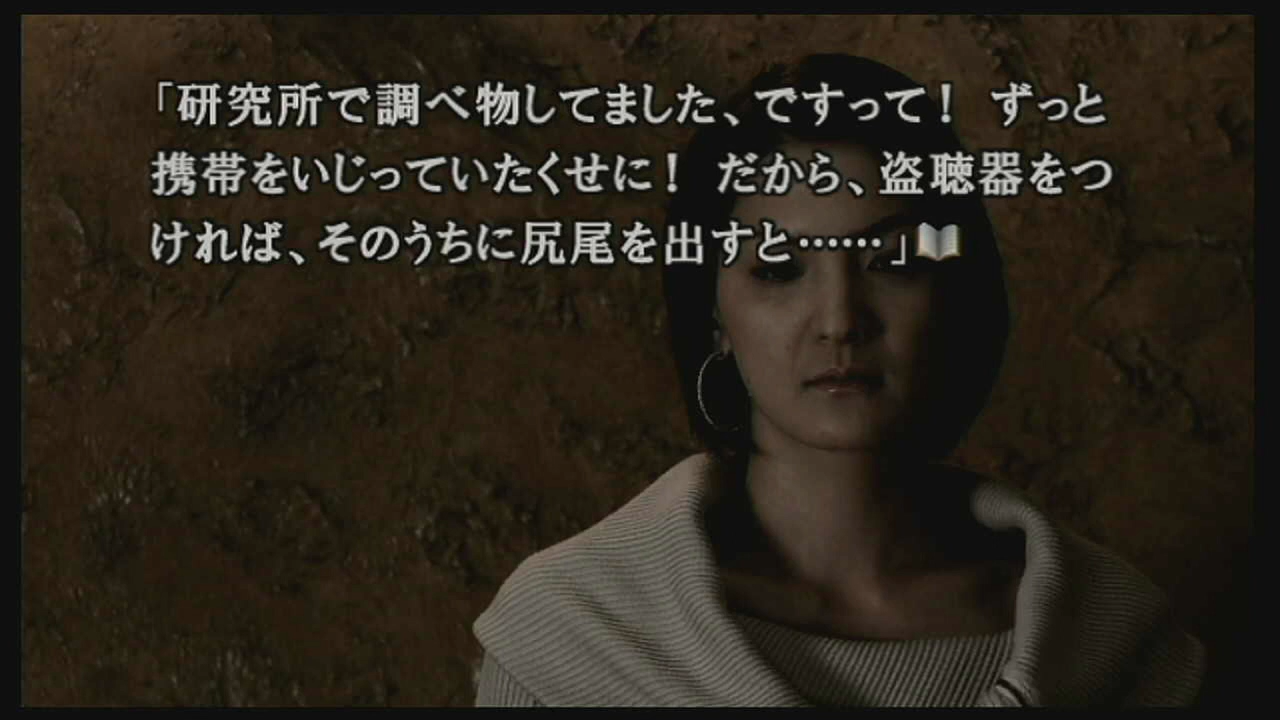 「研究所で調べ物してました、ですって！　ずっと
携帯をいじっていたくせに！　だから、盗聴器をつ
ければ、そのうちに尻尾を出すと……」